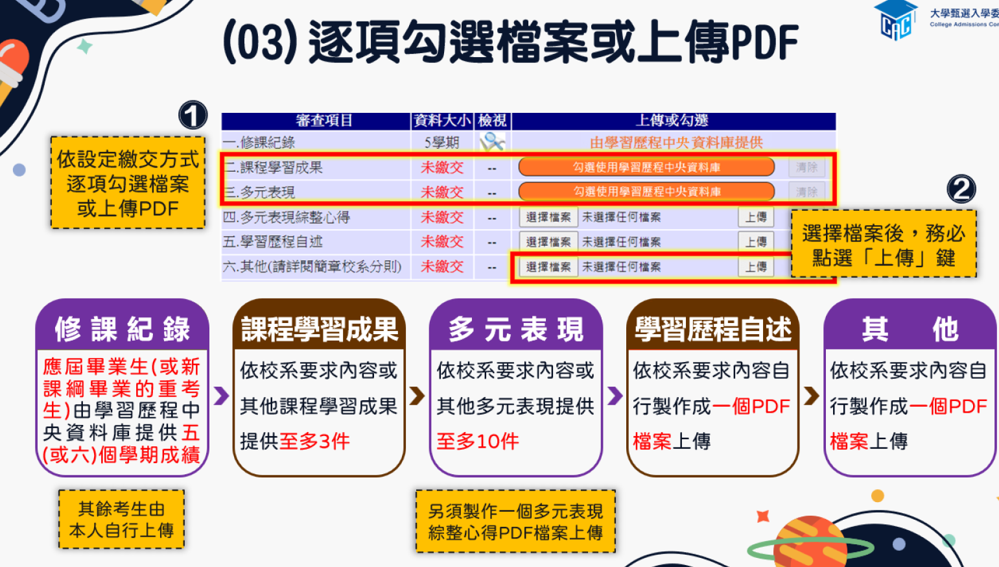 (03) 逐項勾選檔案或上傳PDF
大學甄選入學委
College Admissions Com
1
依設定繳交方式
逐項勾選檔案
或上傳PDF
審查項目 資料大小 檢視 上傳或勾選
一.修課紀錄 5學期 由學習歷程中央資料庫提供
二.課程學習成果 未繳交 -- 勾選使用學習歷程中央資料庫 清除
三.多元表現 未繳交 -- 勾選使用學習歷程中央資料庫 清除
四.多元表現綜整心得 未繳交 -- 選擇檔案 未選擇任何檔案 上傳
五.學習歷程自述 未繳交 -- 選擇檔案 未選擇任何檔案 上傳
六.其他(請詳閱簡章校系分則) 未繳交 -- 選擇檔案 未選擇任何檔案 上傳
2
選擇檔案後，務必
點選「上傳」鍵
修課紀錄
應屆畢業生(或新
課綱畢業的重考
生)由學習歷程中
央資料庫提供五
(或六)個學期成績
其餘考生由
本人自行上傳
課程學習成果
依校系要求內容或
其他課程學習成果
提供至多3件
多元表現
依校系要求內容或
其他多元表現提供
至多10件
另須製作一個多元表現
綜整心得PDF檔案上傳
學習歷程自述
依校系要求內容自
行製作成一個PDF
檔案上傳
其他
依校系要求內容自
行製作成一個PDF
檔案上傳